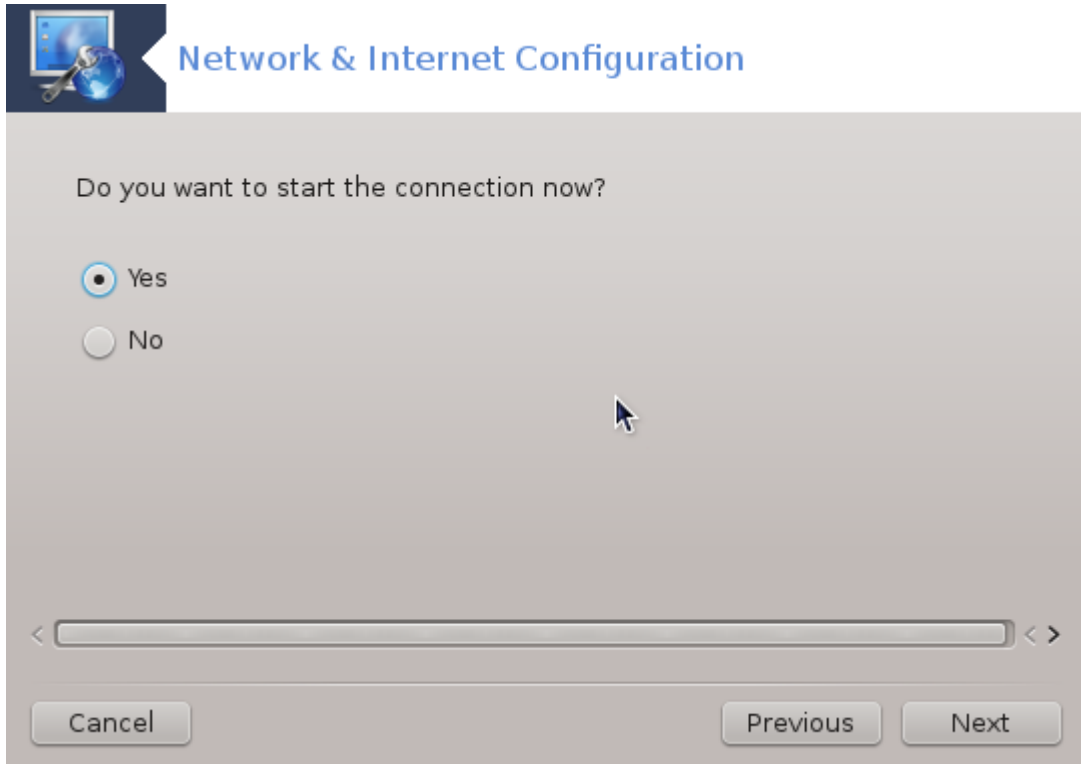 Network & Internet Configuration
Do you want to start the connection now?
Yes
No
Cancel
Previous
Next